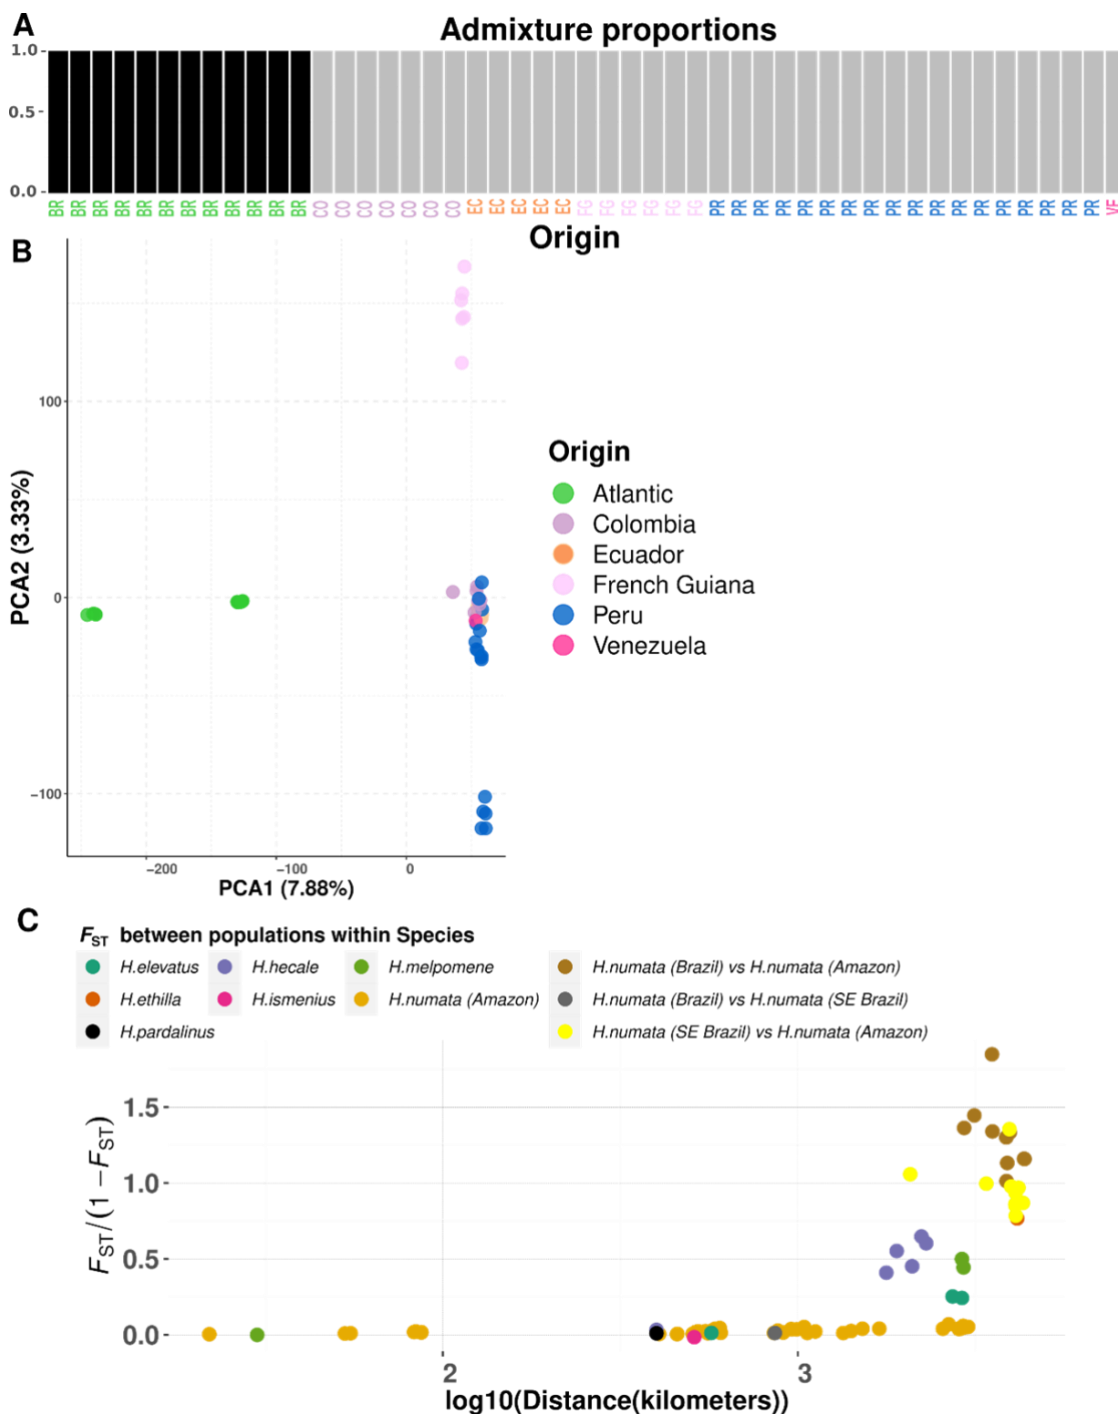 A
Admixture proportions
1.0
0.5
0.0
BR BR BR BR BR BR BR BR BR BR BR BR CO CO CO CO CO CO CO EC EC EC EC EC FG FG FG FG FG FG PR PR PR PR PR PR PR PR PR PR PR PR PR PR PR PR PR PR VE
Origin
B
PCA2 (3.33%)
100
0
−100
−200 −100 0
PCA1 (7.88%)
Origin
Atlantic
Colombia
Ecuador
French Guiana
Peru
Venezuela
C
FST between populations within Species
H.elevatus H.hecale H.melpomene H.numata (Brazil) vs H.numata (Amazon)
H.ethilla H.ismenius H.numata (Amazon) H.numata (Brazil) vs H.numata (SE Brazil)
H.pardalinus H.numata (SE Brazil) vs H.numata (Amazon)
FST/(1 − FST)
1.5
1.0
0.5
0.0
2 3
log10(Distance(kilometers))